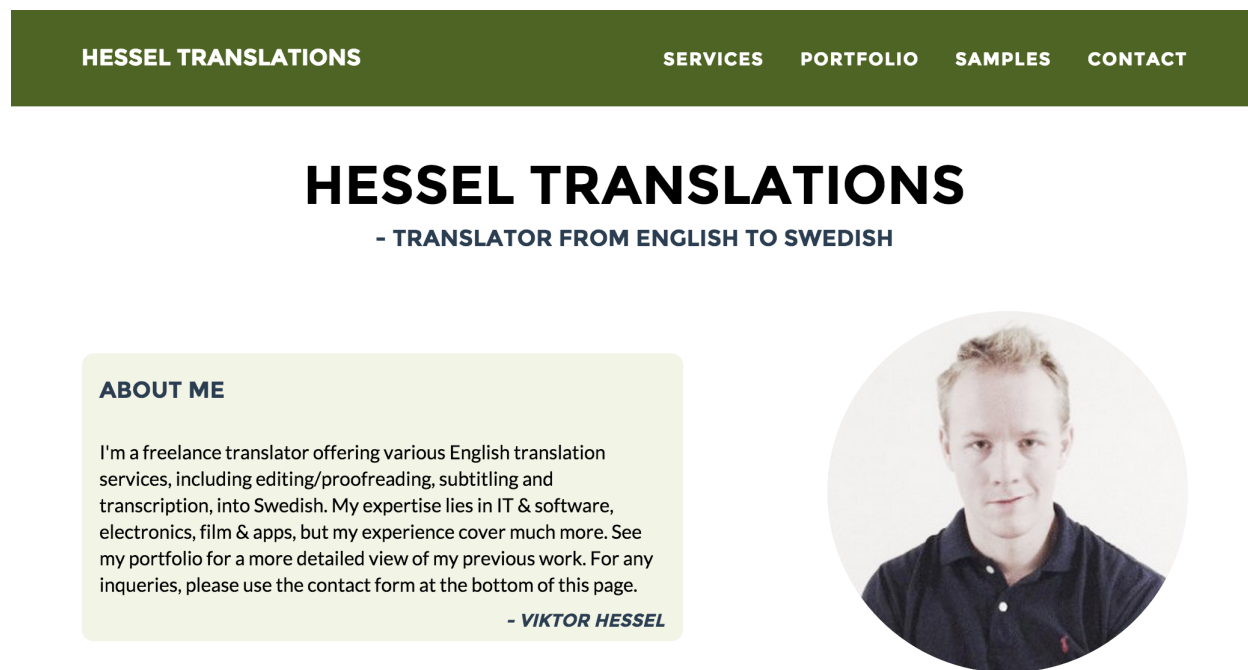 HESSEL TRANSLATIONS
SERVICES PORTFOLIO SAMPLES CONTACT
HESSEL TRANSLATIONS
- TRANSLATOR FROM ENGLISH TO SWEDISH
ABOUT ME
I'm a freelance translator offering various English translation
services, including editing/proofreading, subtitling and
transcription, into Swedish. My expertise lies in IT & software,
electronics, film & apps, but my experience cover much more. See
my portfolio for a more detailed view of my previous work. For any
inqueries, please use the contact form at the bottom of this page.
- VIKTOR HESSEL